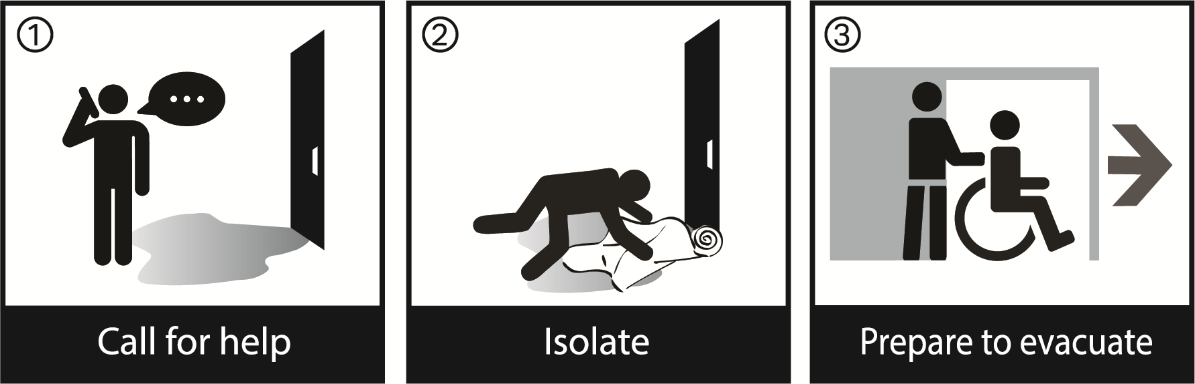 ①
Call for help
②
Isolate
③
Prepare to evacuate